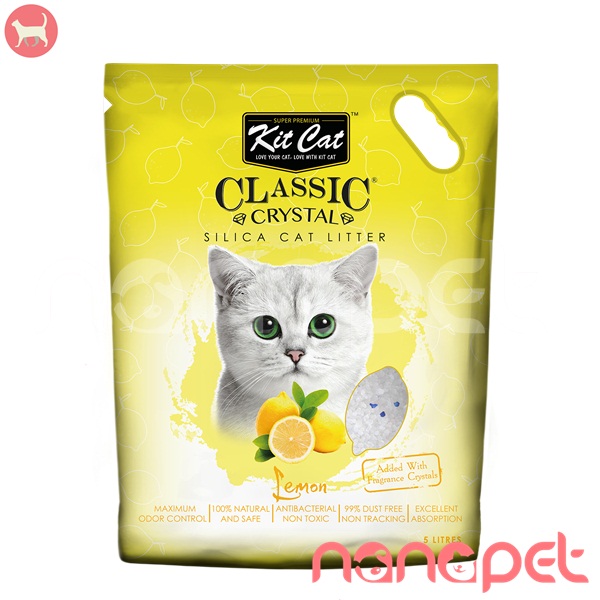 SUPER PREMIUM
Kit Cat™
LOVE YOUR CAT, LOVE WITH KIT CAT
CLASSIC®
CRYSTAL
SILICA CAT LITTER
Lemon
Added With
Fragrance Crystals
MAXIMUM
ODOR CONTROL
100% NATURAL
AND SAFE
ANTIBACTERIAL
NON TOXIC
99% DUST FREE
NON TRACKING
EXCELLENT
ABSORPTION
5 LITRES
nanapet